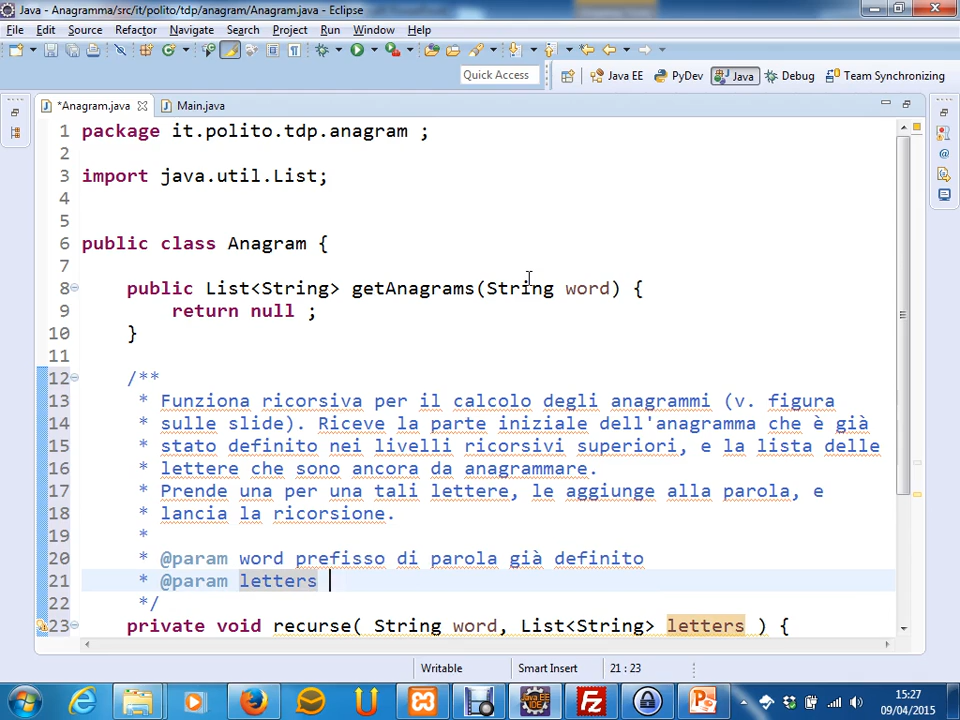 Java - Anagramma/src/it/polito/tdp/anagram/Anagram.java - Eclipse
File Edit Source Refactor Navigate Search Project Run Window Help
Quick Access Java EE PyDev Java Debug Team Synchronizing
*Anagram.java Main.java
1 package it.polito.tdp.anagram ;
2
3 import java.util.List;
4
5
6 public class Anagram {
7
8 public List<String> getAnagrams(String word) {
9 return null ;
10 }
11
12 /**
13 * Funziona ricorsiva per il calcolo degli anagrammi (v. figura
14 * sulle slide). Riceve la parte iniziale dell'anagramma che è già
15 * stato definito nei livelli ricorsivi superiori, e la lista delle
16 * lettere che sono ancora da anagrammare.
17 * Prende una per una tali lettere, le aggiunge alla parola, e
18 * lancia la ricorsione.
19 *
20 * @param word prefisso di parola già definito
21 * @param letters
22 */
23 private void recurse( String word, List<String> letters ) {
Writable Smart Insert 21 : 23
15:27
09/04/2015